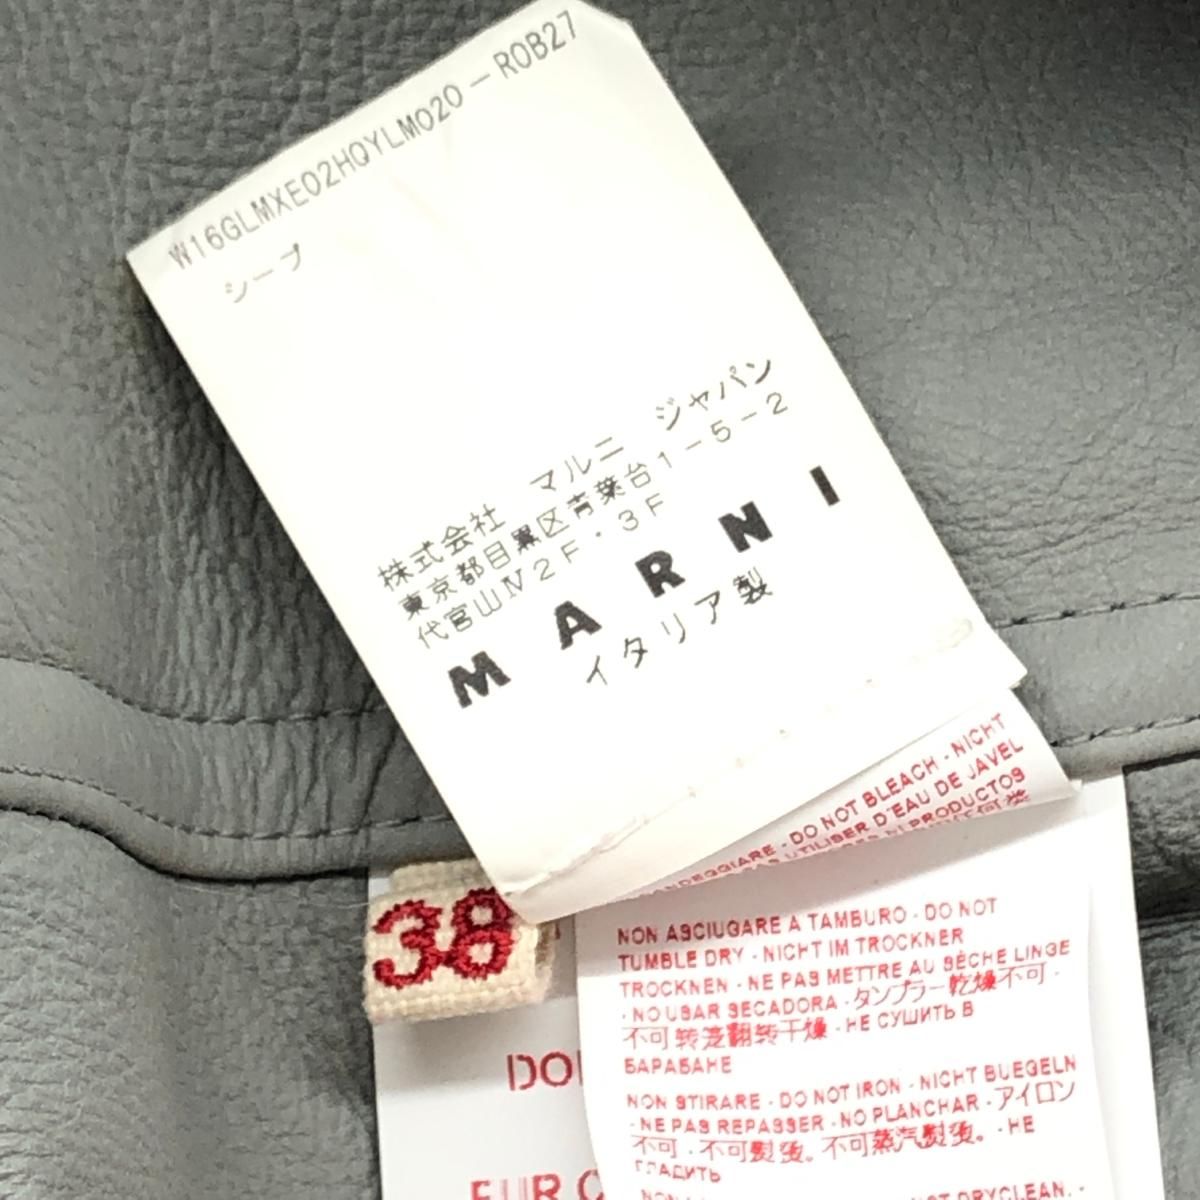 W16GLMXE02HQYLM020-R0B27
シープ
株式会社 マルニ ジャパン
東京都目黒区青葉台1-5-2
代官山Ⅳ2F・3F
MARNI
イタリア製
- DO NOT BLEACH - NICHT
UTILISER D'EAU DE JAVEL
PRODUCTOS
38
NON ASCIUGARE A TAMBURO - DO NOT
TUMBLE DRY - NICHT IM TROCKNER
TROCKNEN - NE PAS METTRE AU SÈCHE LINGE
- NO USAR SECADORA - タンブラー乾燥不可 -
不可转笼翻转干燥 - НЕ СУШИТЬ В
БАРАБАНЕ
NON STIRARE - DO NOT IRON - NICHT BUEGELN
- NE PAS REPASSER - NO PLANCHAR - アイロン
不可 - 不可熨烫。不可蒸汽熨烫。 - НЕ
ГЛАДИТЬ
DRYCLEAN. -